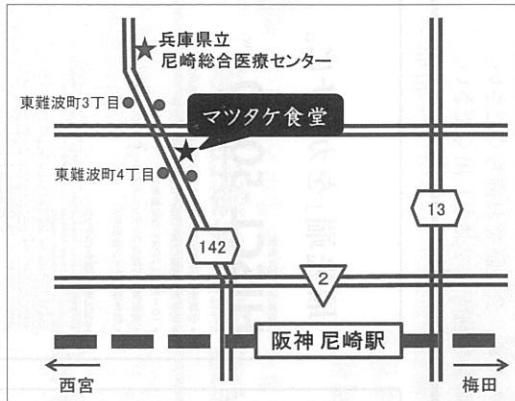 兵庫県立
尼崎総合医療センター
東難波町3丁目
マツタケ食堂
東難波町4丁目
13
142
2
阪神 尼崎駅
西宮
梅田